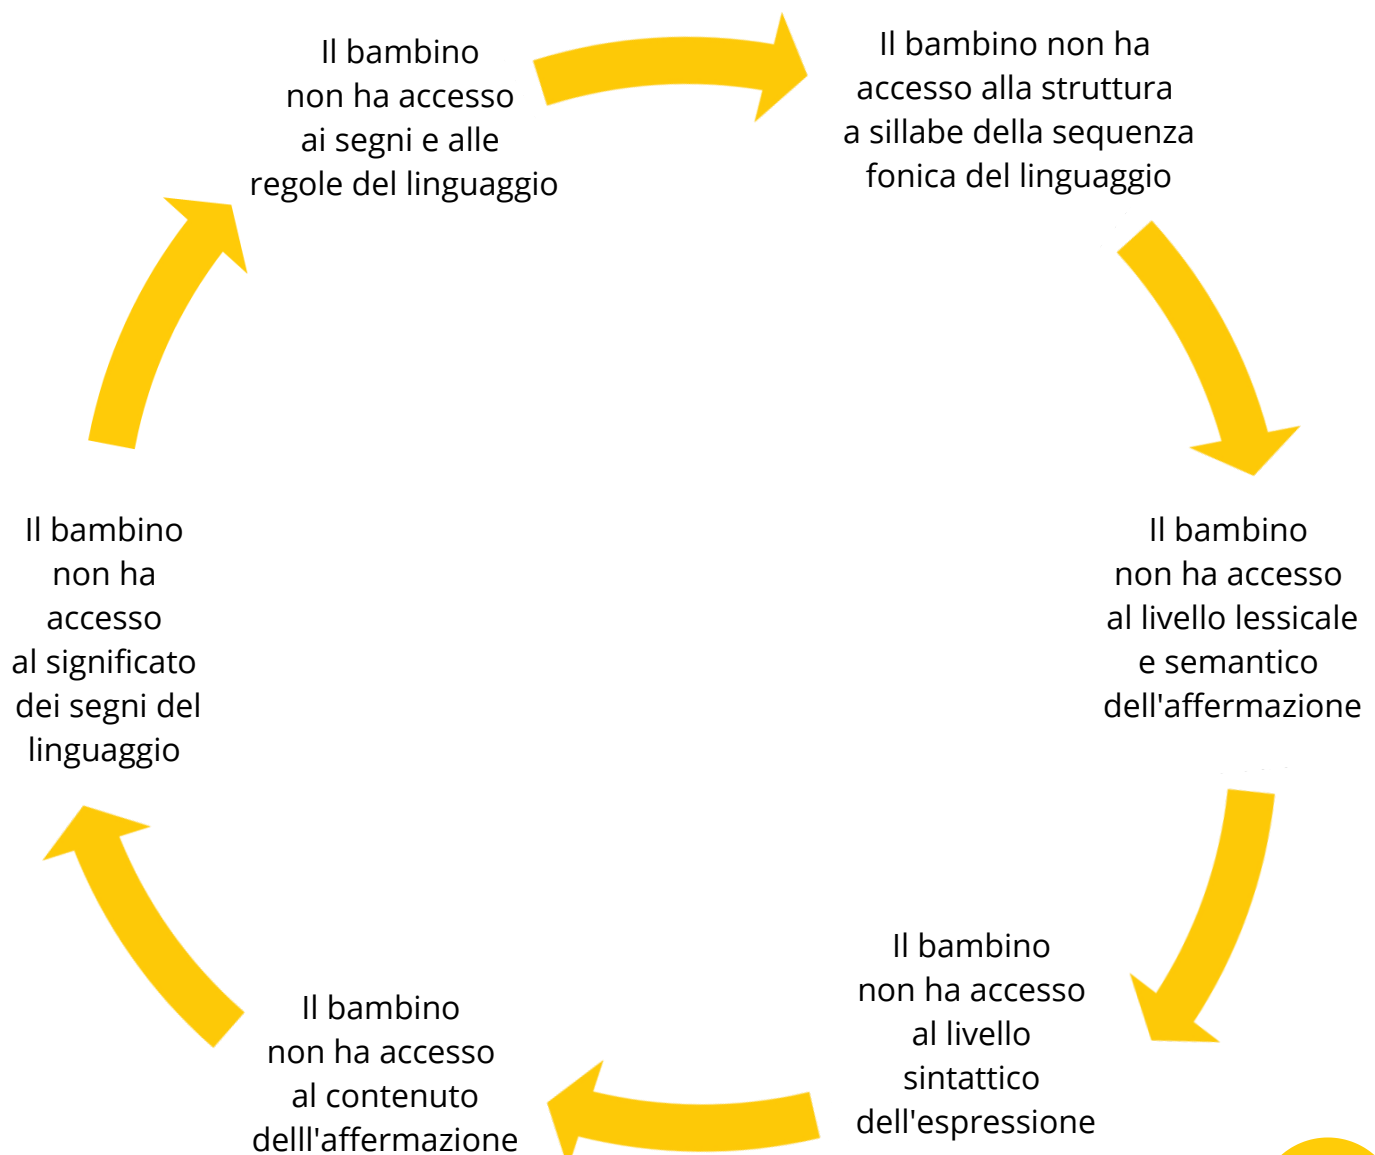 Il bambino
non ha accesso
ai segni e alle
regole del linguaggio
Il bambino non ha
accesso alla struttura
a sillabe della sequenza
fonica del linguaggio
Il bambino
non ha accesso
al livello lessicale
e semantico
dell'affermazione
Il bambino
non ha accesso
al livello
sintattico
dell'espressione
Il bambino
non ha accesso
al contenuto
delll'affermazione
Il bambino
non ha
accesso
al significato
dei segni del
linguaggio